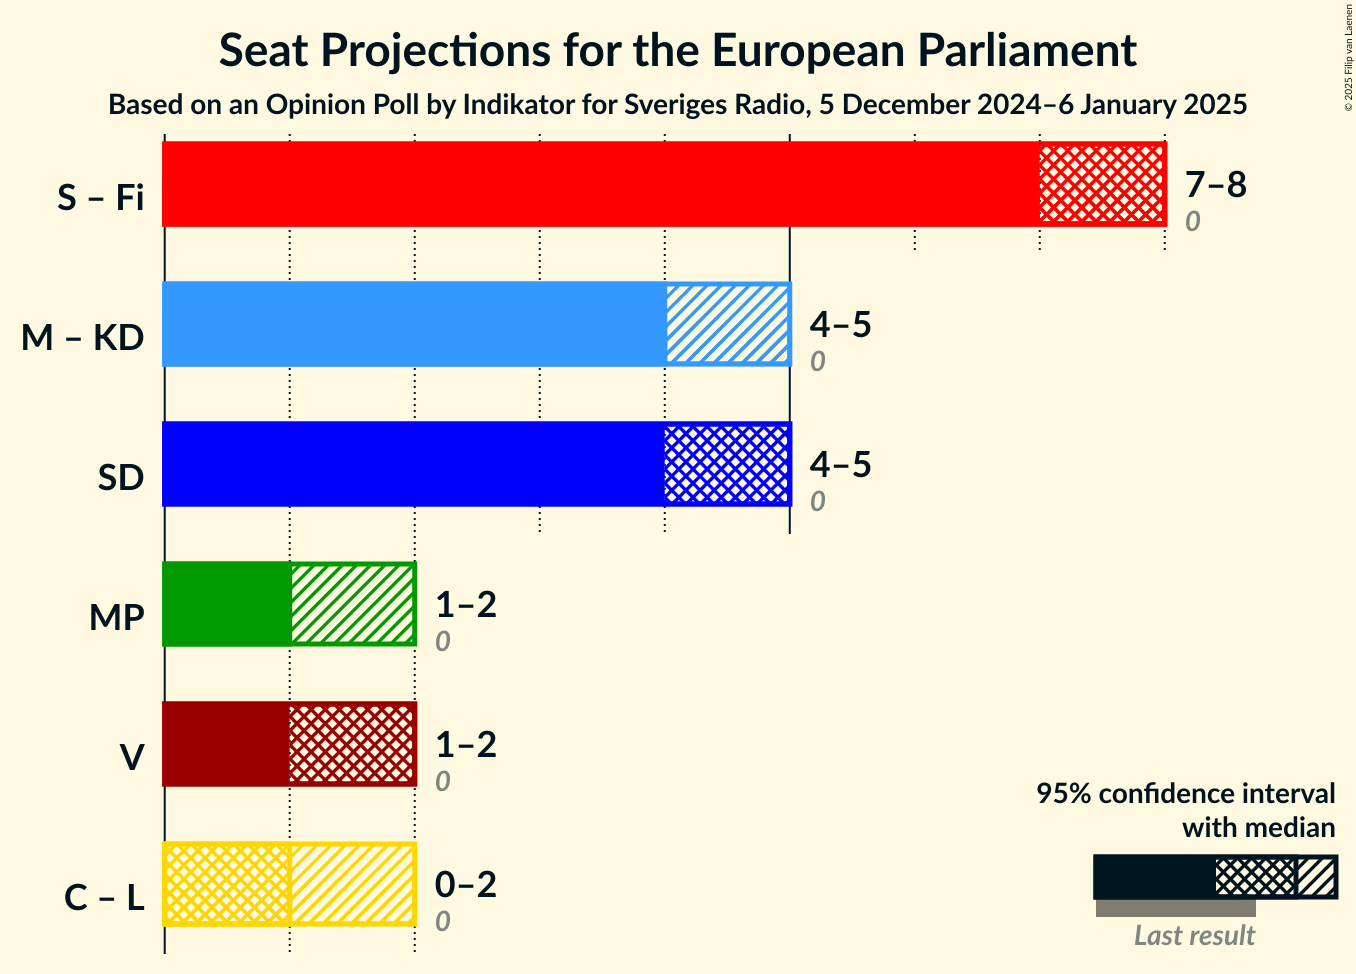 Seat Projections for the European Parliament
Based on an Opinion Poll by Indikator for Sveriges Radio, 5 December 2024–6 January 2025
© 2025 Filip van Laenen
S – Fi
7–8
0
M – KD
4–5
0
SD
4–5
0
MP
1–2
0
V
1–2
0
C – L
0–2
0
95% confidence interval
with median
Last result